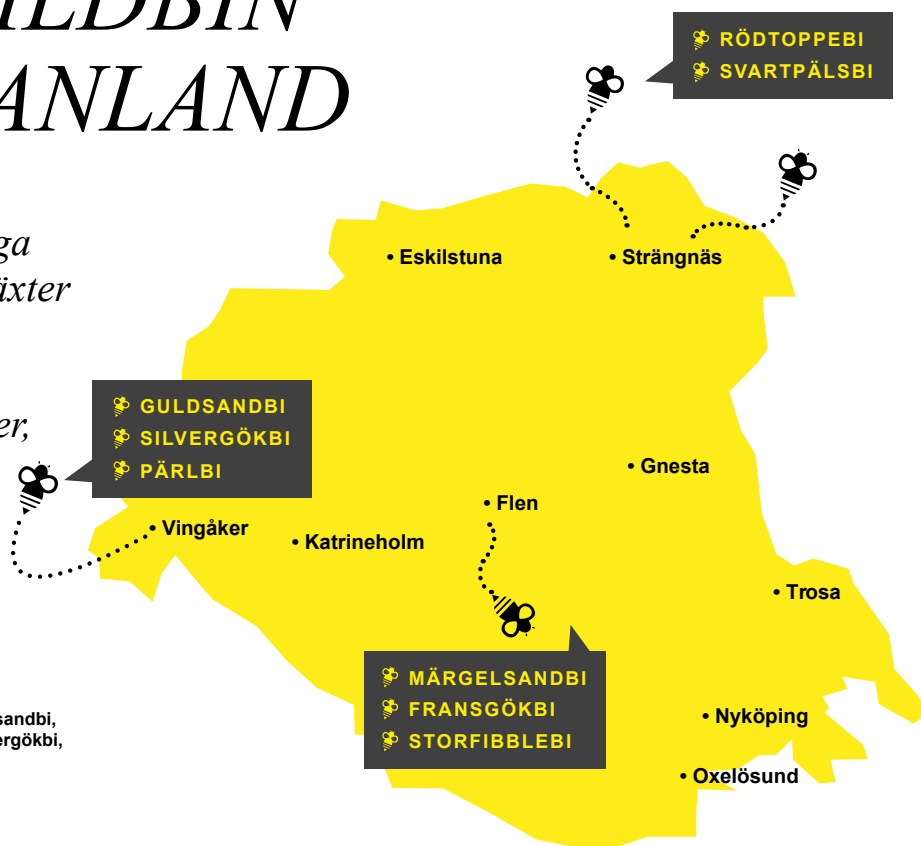 ILDBIN
ANLAND
ga
äxter
er,
• RÖDTOPPEBI
SVARTPÄLSBI
• Eskilstuna
• Strängnäs
GULDSANDBI
SILVERGÖKBI
PÄRLBI
• Gnesta
• Flen
• Vingåker
• Katrineholm
• Trosa
MÄRGELSANDBI
FRANSGÖKBI
STORFIBBLEBI
sandbi,
ergökbi,
• Nyköping
• Oxelösund